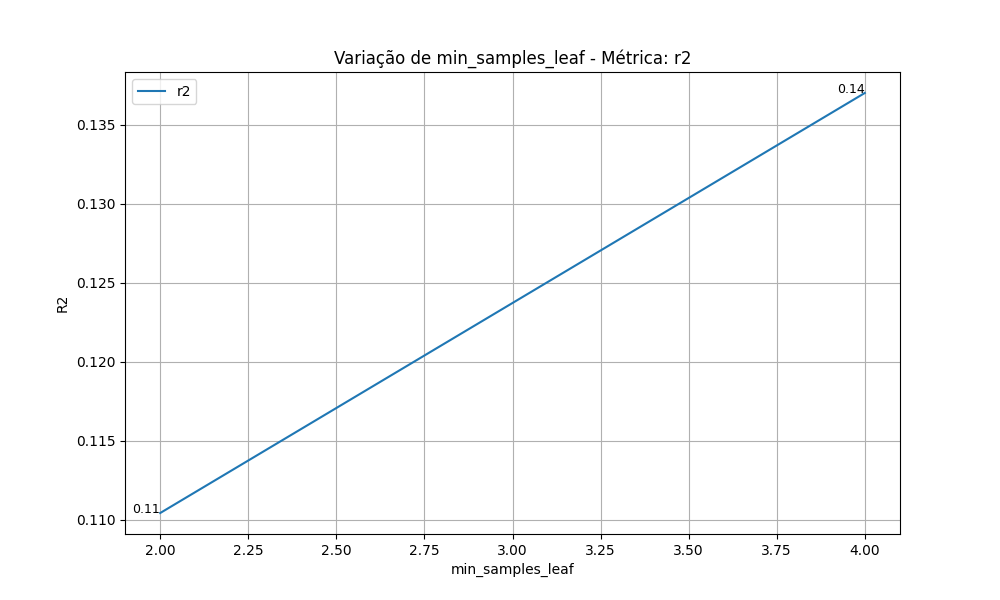 Variação de min_samples_leaf - Métrica: r2
r2
0.14
0.11
R2
0.135
0.130
0.125
0.120
0.115
0.110
2.00 2.25 2.50 2.75 3.00 3.25 3.50 3.75 4.00
min_samples_leaf